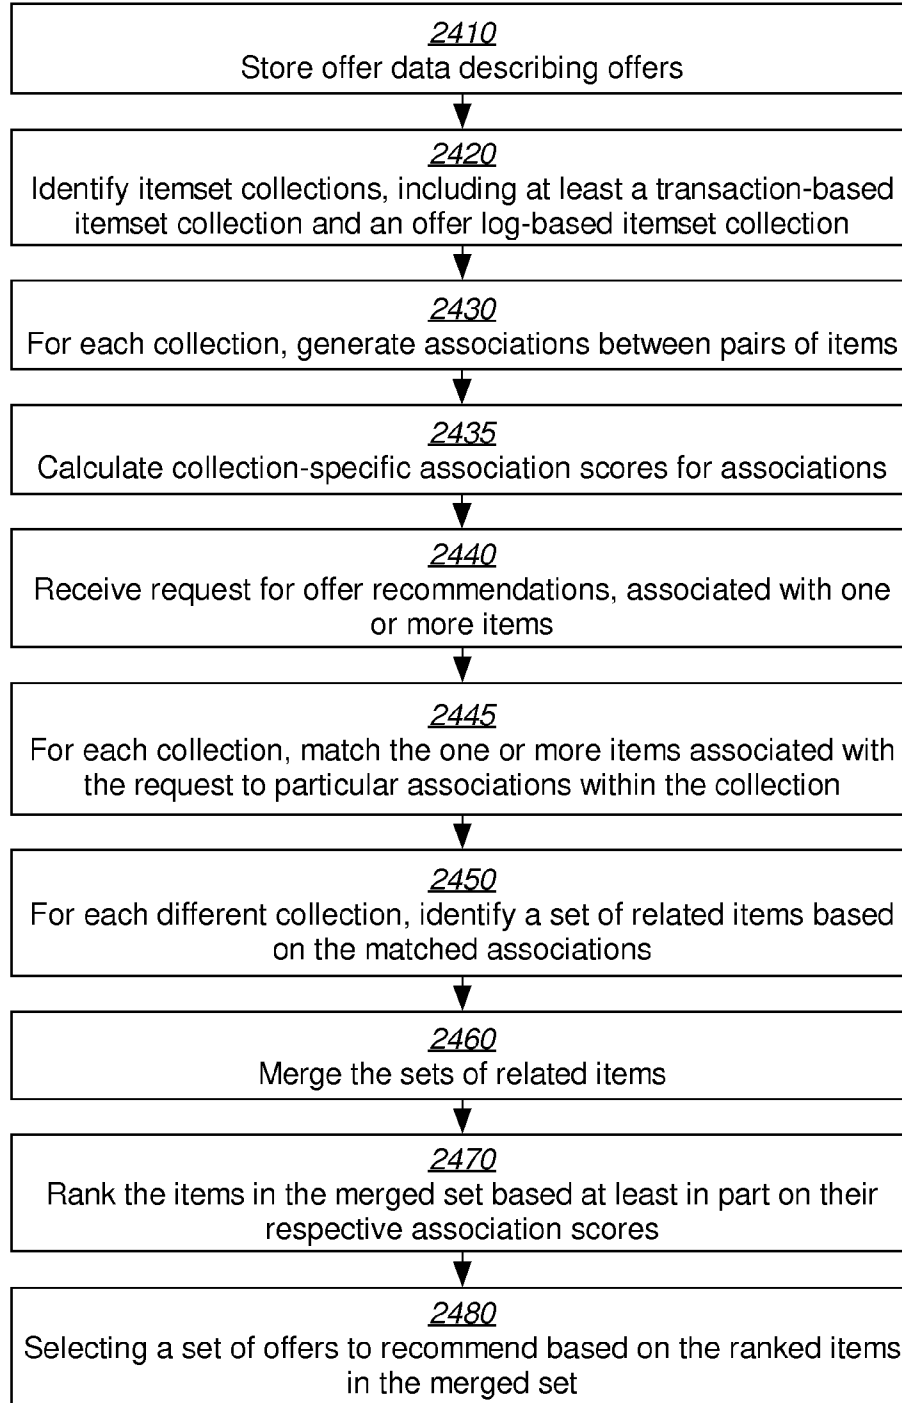 2410
Store offer data describing offers
2420
Identify itemset collections, including at least a transaction-based
itemset collection and an offer log-based itemset collection
2430
For each collection, generate associations between pairs of items
2435
Calculate collection-specific association scores for associations
2440
Receive request for offer recommendations, associated with one
or more items
2445
For each collection, match the one or more items associated with
the request to particular associations within the collection
2450
For each different collection, identify a set of related items based
on the matched associations
2460
Merge the sets of related items
2470
Rank the items in the merged set based at least in part on their
respective association scores
2480
Selecting a set of offers to recommend based on the ranked items
in the merged set